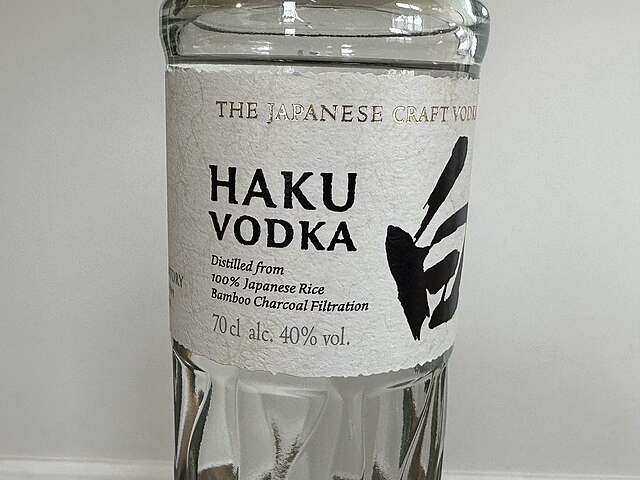 THE JAPANESE CRAFT VODKA
HAKU
VODKA
Distilled from
100% Japanese Rice
Bamboo Charcoal Filtration
70 cl alc. 40% vol.
白